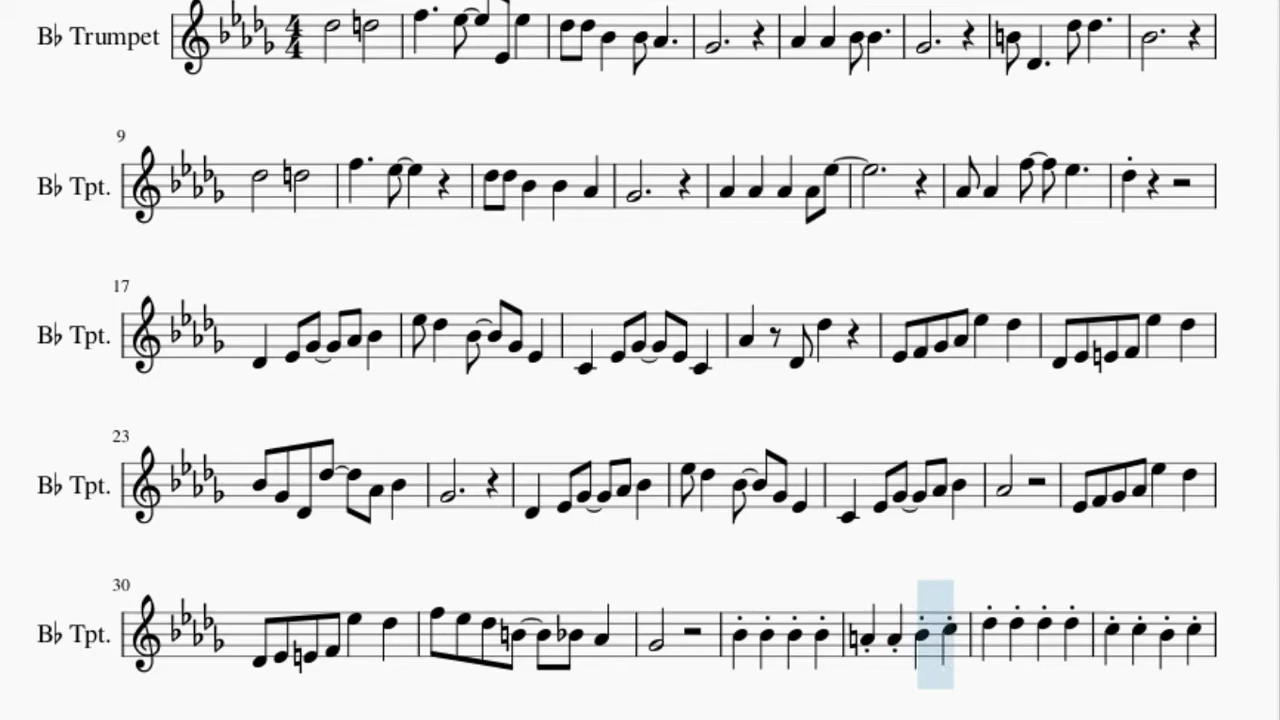 B♭ Trumpet
4
4
9
B♭ Tpt.
17
B♭ Tpt.
23
B♭ Tpt.
30
B♭ Tpt.